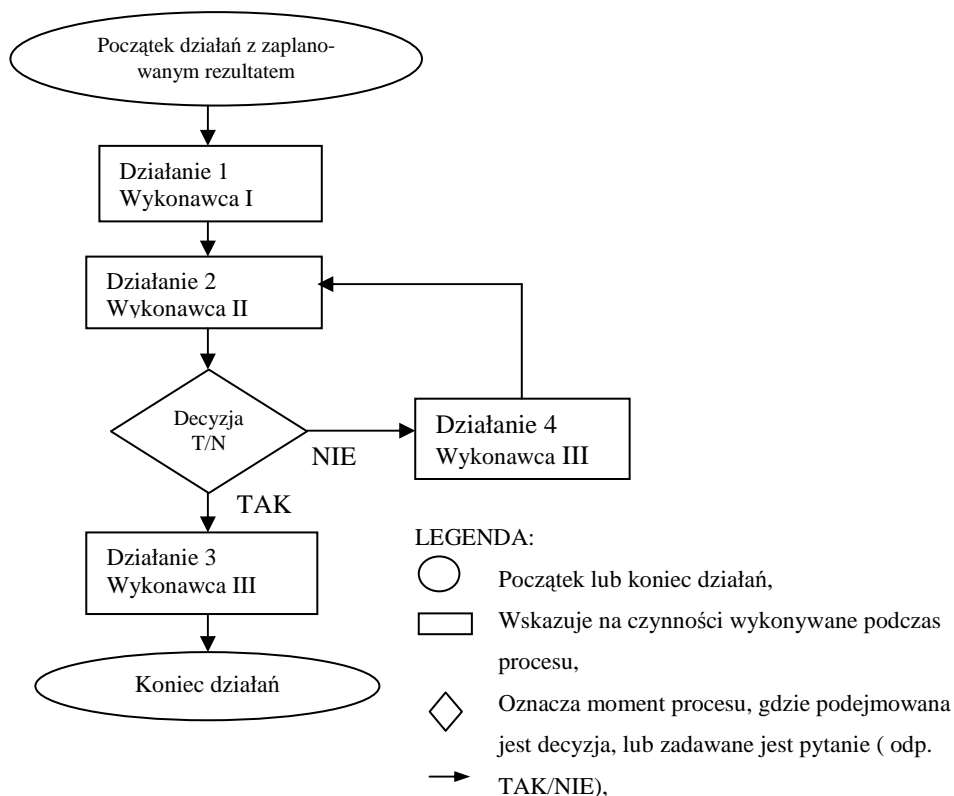 Początek działań z zaplano-
wanym rezultatem
Działanie 1
Wykonawca I
Działanie 2
Wykonawca II
Decyzja
T/N
NIE
Działanie 4
Wykonawca III
TAK
Działanie 3
Wykonawca III
Koniec działań
LEGENDA:
Początek lub koniec działań,
Wskazuje na czynności wykonywane podczas
procesu,
Oznacza moment procesu, gdzie podejmowana
jest decyzja, lub zadawane jest pytanie ( odp.
TAK/NIE),